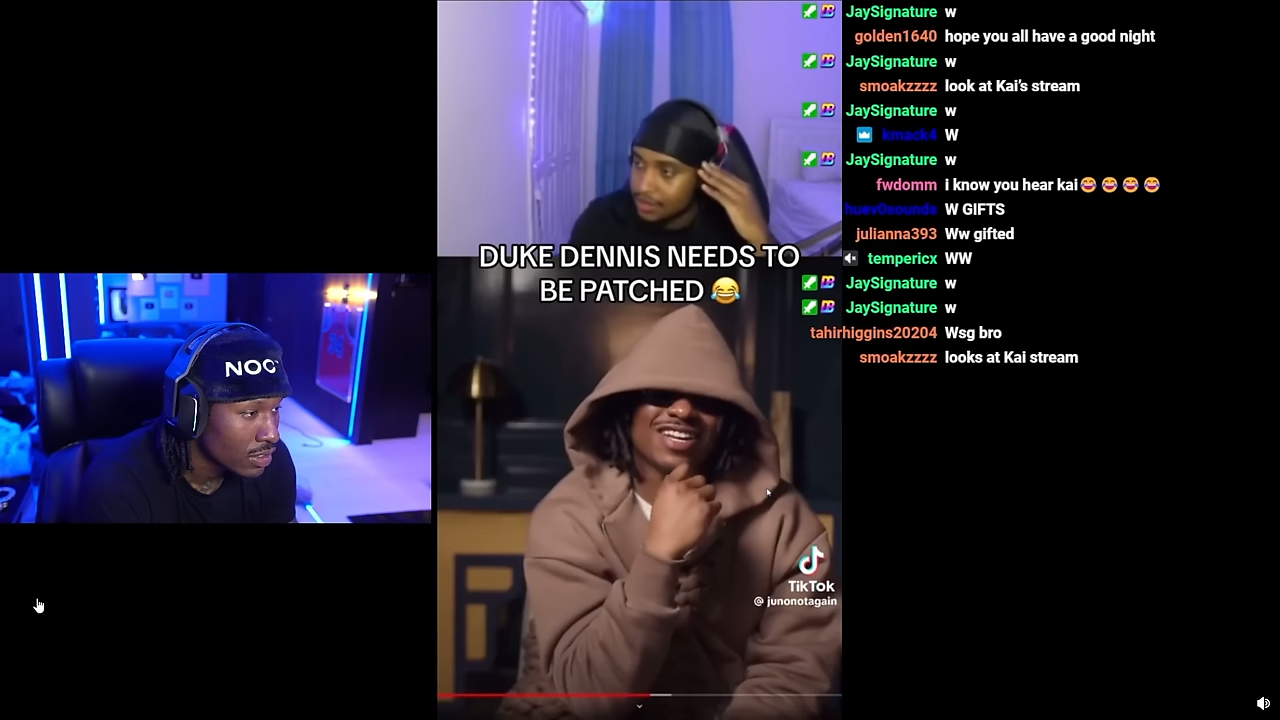 JaySignature w
golden1640 hope you all have a good night
JaySignature w
smoakzzzz look at Kai’s stream
JaySignature w
kmack4 W
JaySignature w
fwdomm i know you hear kai😂 😂 😂 😂
huev0sounds W GIFTS
julianna393 Ww gifted
tempericx WW
JaySignature w
JaySignature w
tahirhiggins20204 Wsg bro
smoakzzzz looks at Kai stream
DUKE DENNIS NEEDS TO
BE PATCHED 😂
NOC
TikTok
@ junonotagain